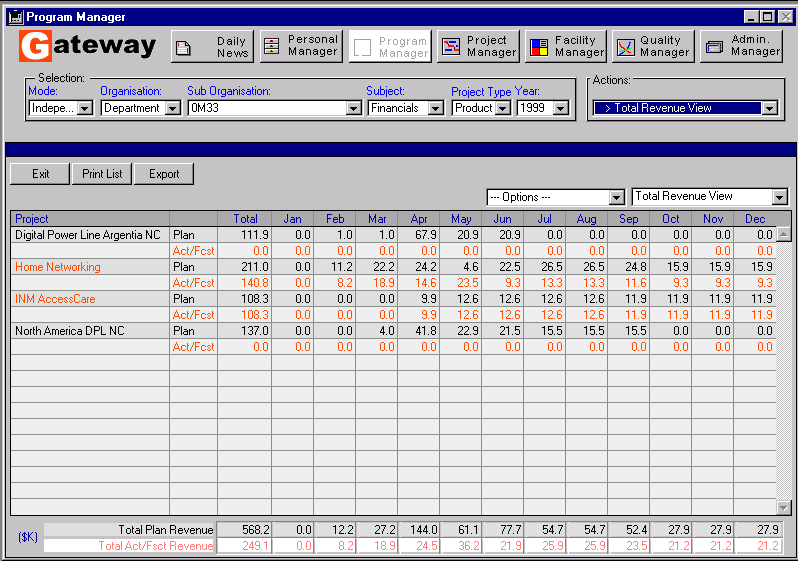 Program Manager
Gateway
Daily News
Personal Manager
Program Manager
Project Manager
Facility Manager
Quality Manager
Admin. Manager
Selection:
Actions:
Mode: Organisation: Sub Organisation: Subject: Project Type Year:
Indepe... Department 0M33 Financials Product 1999 > Total Revenue View
Exit Print List Export
--- Options --- Total Revenue View
Project Total Jan Feb Mar Apr May Jun Jul Aug Sep Oct Nov Dec
Digital Power Line Argentia NC Plan 111.9 0.0 1.0 1.0 67.9 20.9 20.9 0.0 0.0 0.0 0.0 0.0 0.0
Act/Fcst 0.0 0.0 0.0 0.0 0.0 0.0 0.0 0.0 0.0 0.0 0.0 0.0 0.0
Home Networking Plan 211.0 0.0 11.2 22.2 24.2 4.6 22.5 26.5 26.5 24.8 15.9 15.9 15.9
Act/Fcst 140.8 0.0 8.2 18.9 14.6 23.5 9.3 13.3 13.3 11.6 9.3 9.3 9.3
INM AccessCare Plan 108.3 0.0 0.0 0.0 9.9 12.6 12.6 12.6 12.6 11.9 11.9 11.9 11.9
Act/Fcst 108.3 0.0 0.0 0.0 9.9 12.6 12.6 12.6 12.6 11.9 11.9 11.9 11.9
North America DPL NC Plan 137.0 0.0 0.0 4.0 41.8 22.9 21.5 15.5 15.5 15.5 0.0 0.0 0.0
Act/Fcst 0.0 0.0 0.0 0.0 0.0 0.0 0.0 0.0 0.0 0.0 0.0 0.0 0.0
($K)
Total Plan Revenue 568.2 0.0 12.2 27.2 144.0 61.1 77.7 54.7 54.7 52.4 27.9 27.9 27.9
Total Act/Fsct Revenue 249.1 0.0 8.2 18.9 24.5 36.2 21.9 25.9 25.9 23.5 21.2 21.2 21.2